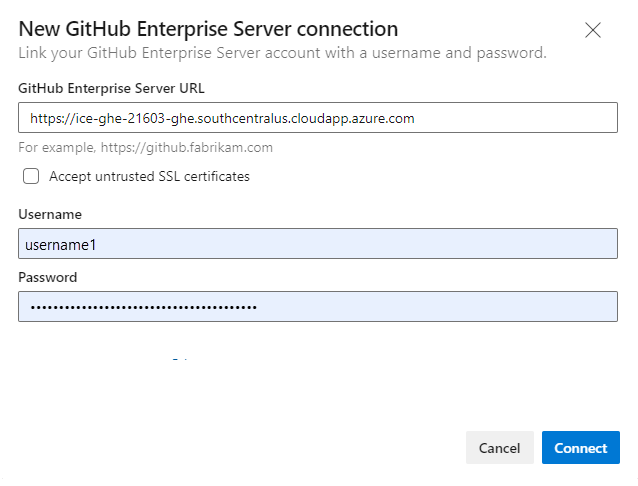 New GitHub Enterprise Server connection
Link your GitHub Enterprise Server account with a username and password.
GitHub Enterprise Server URL
https://ice-ghe-21603-ghe.southcentralus.cloudapp.azure.com
For example, https://github.fabrikam.com
Accept untrusted SSL certificates
Username
username1
Password
••••••••••••••••••••••••••••••••••••••••
Cancel
Connect